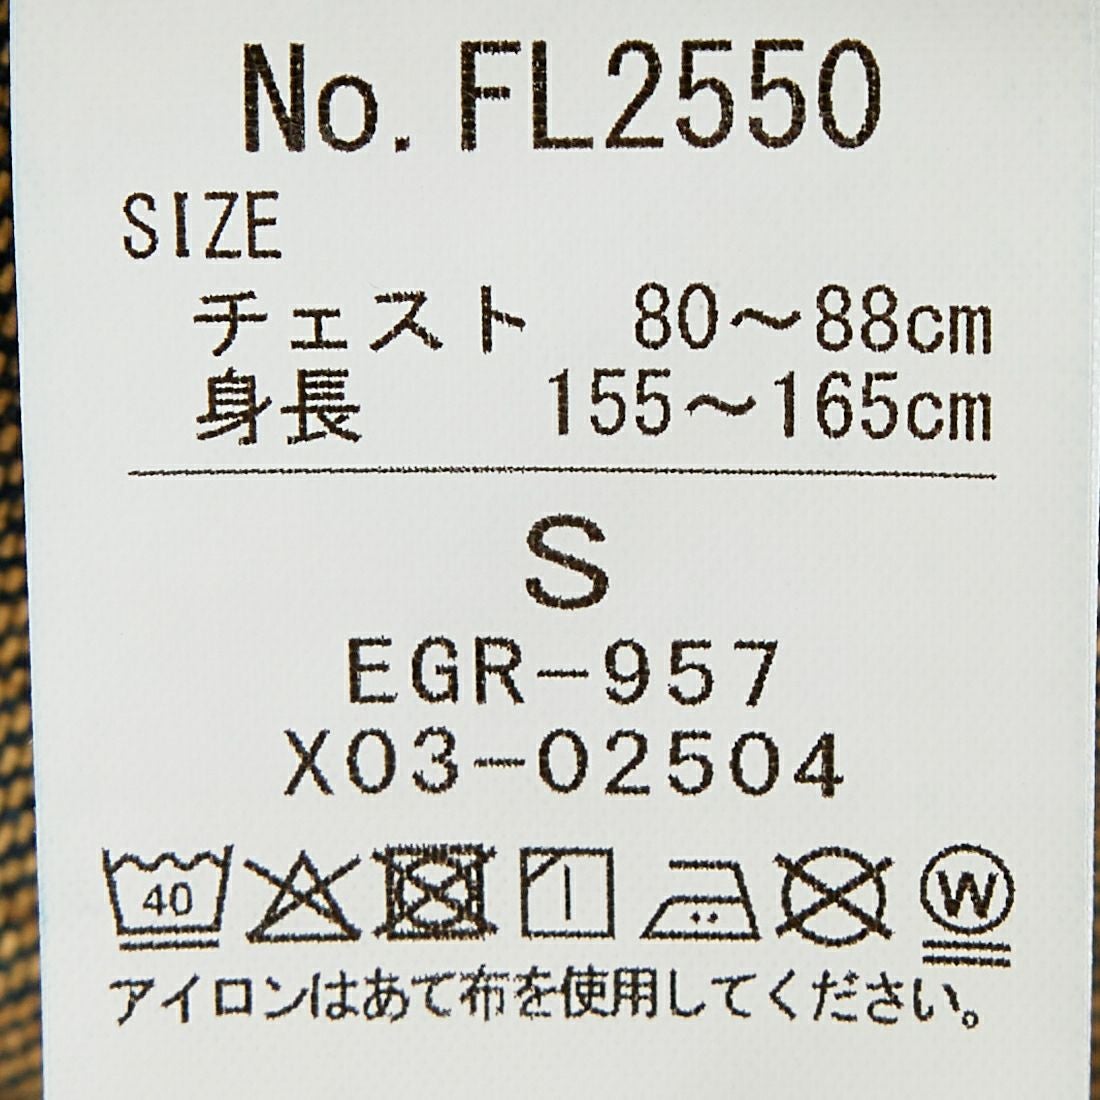 No. FL2550
SIZE
チェスト 80～88cm
身長 155～165cm
S
EGR-957
X03-02504
40 W
アイロンはあて布を使用してください。